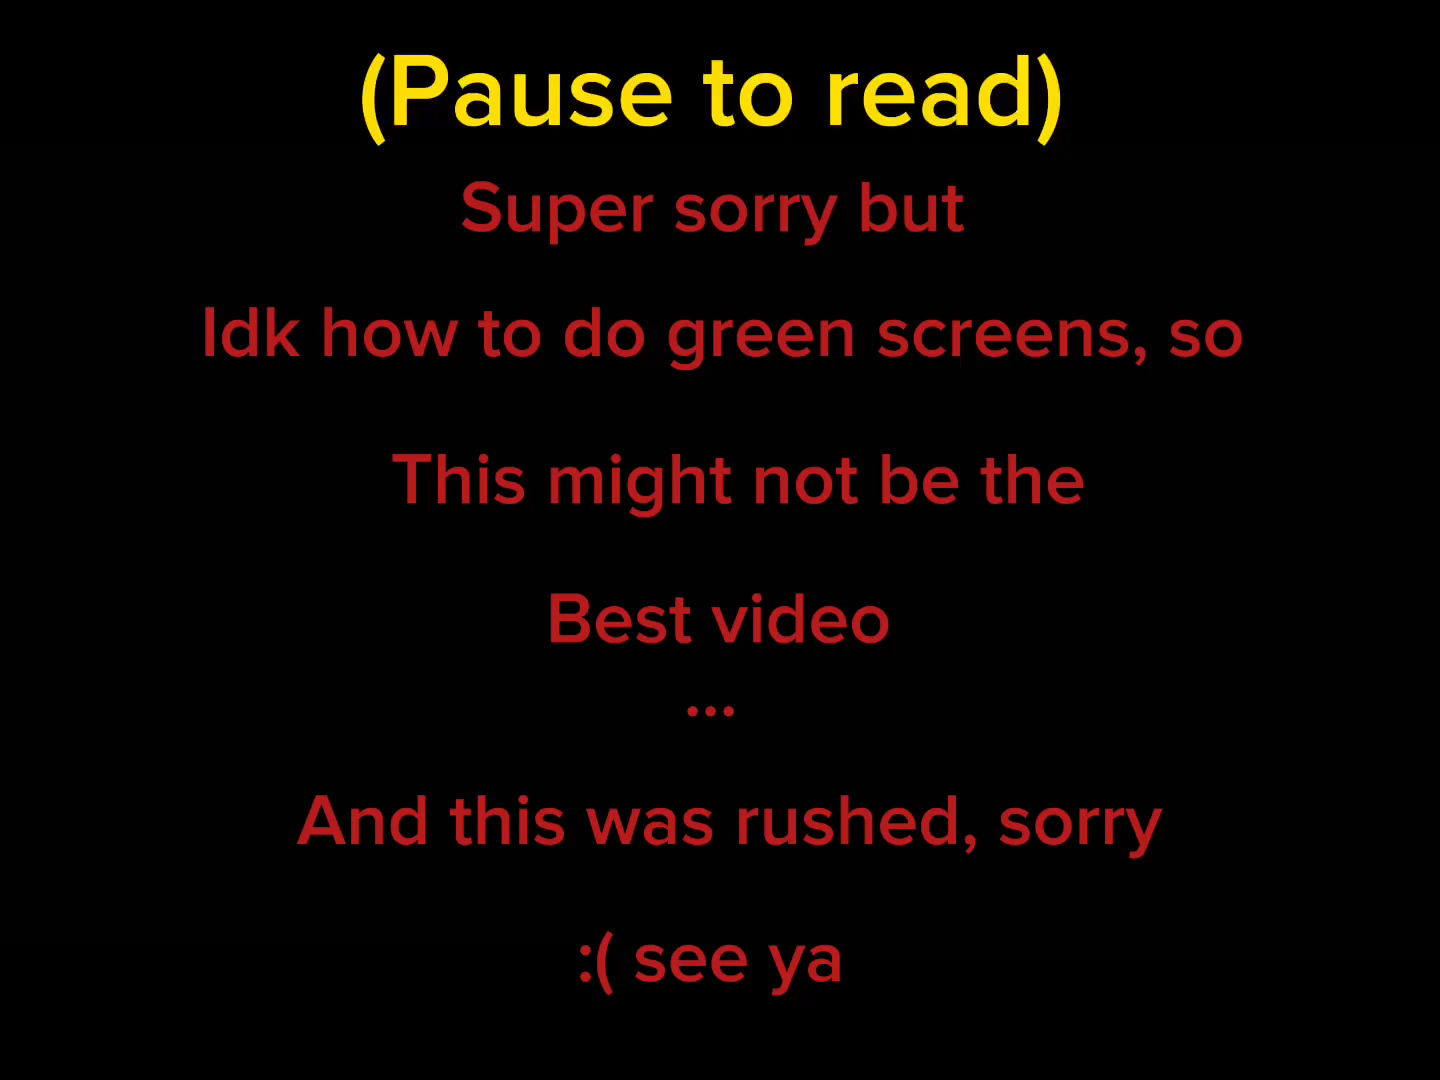 (Pause to read)
Super sorry but
Idk how to do green screens, so
This might not be the
Best video
...
And this was rushed, sorry
:( see ya